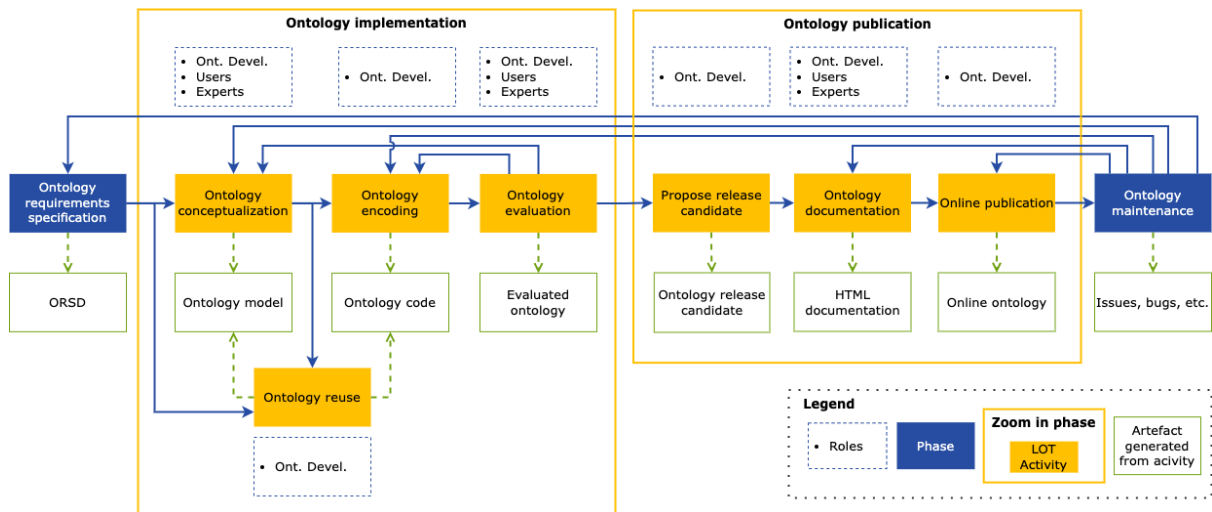 Ontology implementation
Ontology publication
• Ont. Devel.
• Users
• Experts
• Ont. Devel.
• Ont. Devel.
• Users
• Experts
• Ont. Devel.
• Ont. Devel.
• Users
• Experts
• Ont. Devel.
Ontology
requirements
specification
Ontology
conceptualization
Ontology
encoding
Ontology
evaluation
Propose release
candidate
Ontology
documentation
Online publication
Ontology
maintenance
ORSD
Ontology model
Ontology code
Evaluated
ontology
Ontology release
candidate
HTML
documentation
Online ontology
Issues, bugs, etc.
Ontology reuse
• Ont. Devel.
Legend
• Roles
Phase
Zoom in phase
LOT
Activity
Artefact
generated
from acivity